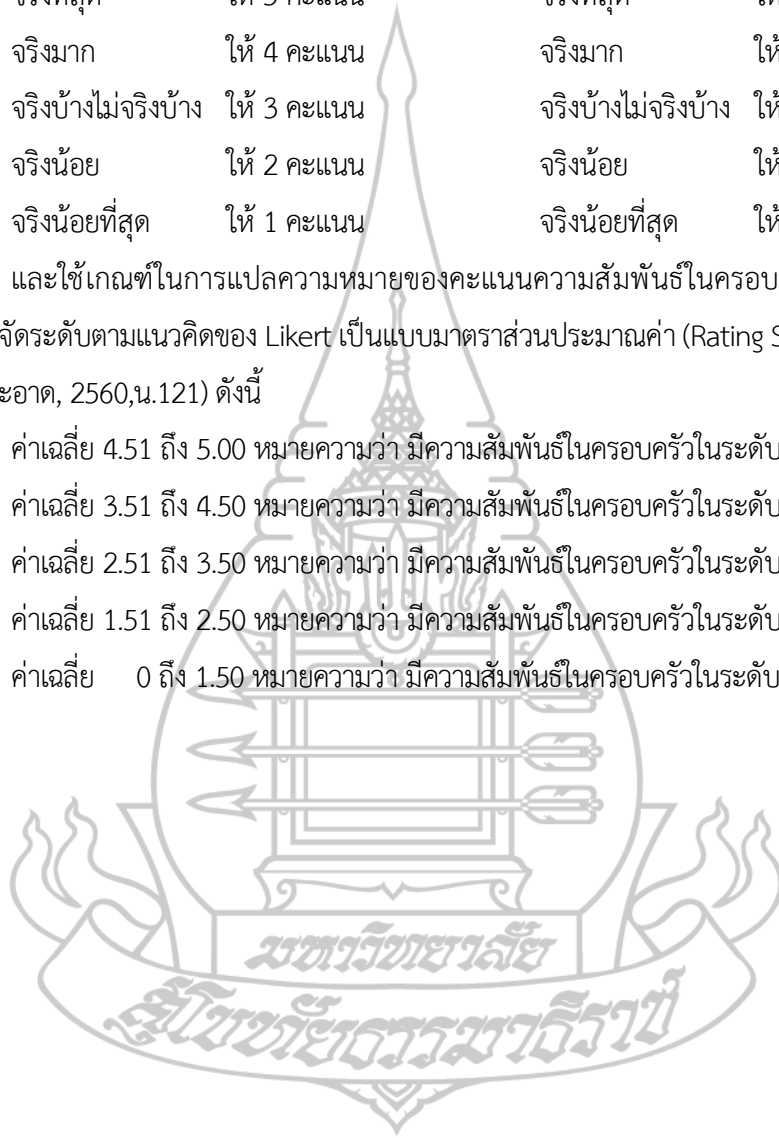 จริงมาก ให้ 4 คะแนน จริงมาก ให้
จริงบ้างไม่จริงบ้าง ให้ 3 คะแนน จริงบ้างไม่จริงบ้าง ให้
จริงน้อย ให้ 2 คะแนน จริงน้อย ให้
จริงน้อยที่สุด ให้ 1 คะแนน จริงน้อยที่สุด ให้
และใช้เกณฑ์ในการแปลความหมายของคะแนนความสัมพันธ์ในครอบ
จัดระดับตามแนวคิดของ Likert เป็นแบบมาตราส่วนประมาณค่า (Rating S
ะอาด, 2560,น.121) ดังนี้
ค่าเฉลี่ย 4.51 ถึง 5.00 หมายความว่า มีความสัมพันธ์ในครอบครัวในระดับ
ค่าเฉลี่ย 3.51 ถึง 4.50 หมายความว่า มีความสัมพันธ์ในครอบครัวในระดับ
ค่าเฉลี่ย 2.51 ถึง 3.50 หมายความว่า มีความสัมพันธ์ในครอบครัวในระดับ
ค่าเฉลี่ย 1.51 ถึง 2.50 หมายความว่า มีความสัมพันธ์ในครอบครัวในระดับ
ค่าเฉลี่ย 0 ถึง 1.50 หมายความว่า มีความสัมพันธ์ในครอบครัวในระดับ
มหาวิทยาลัย
สุโขทัยธรรมาธิราช